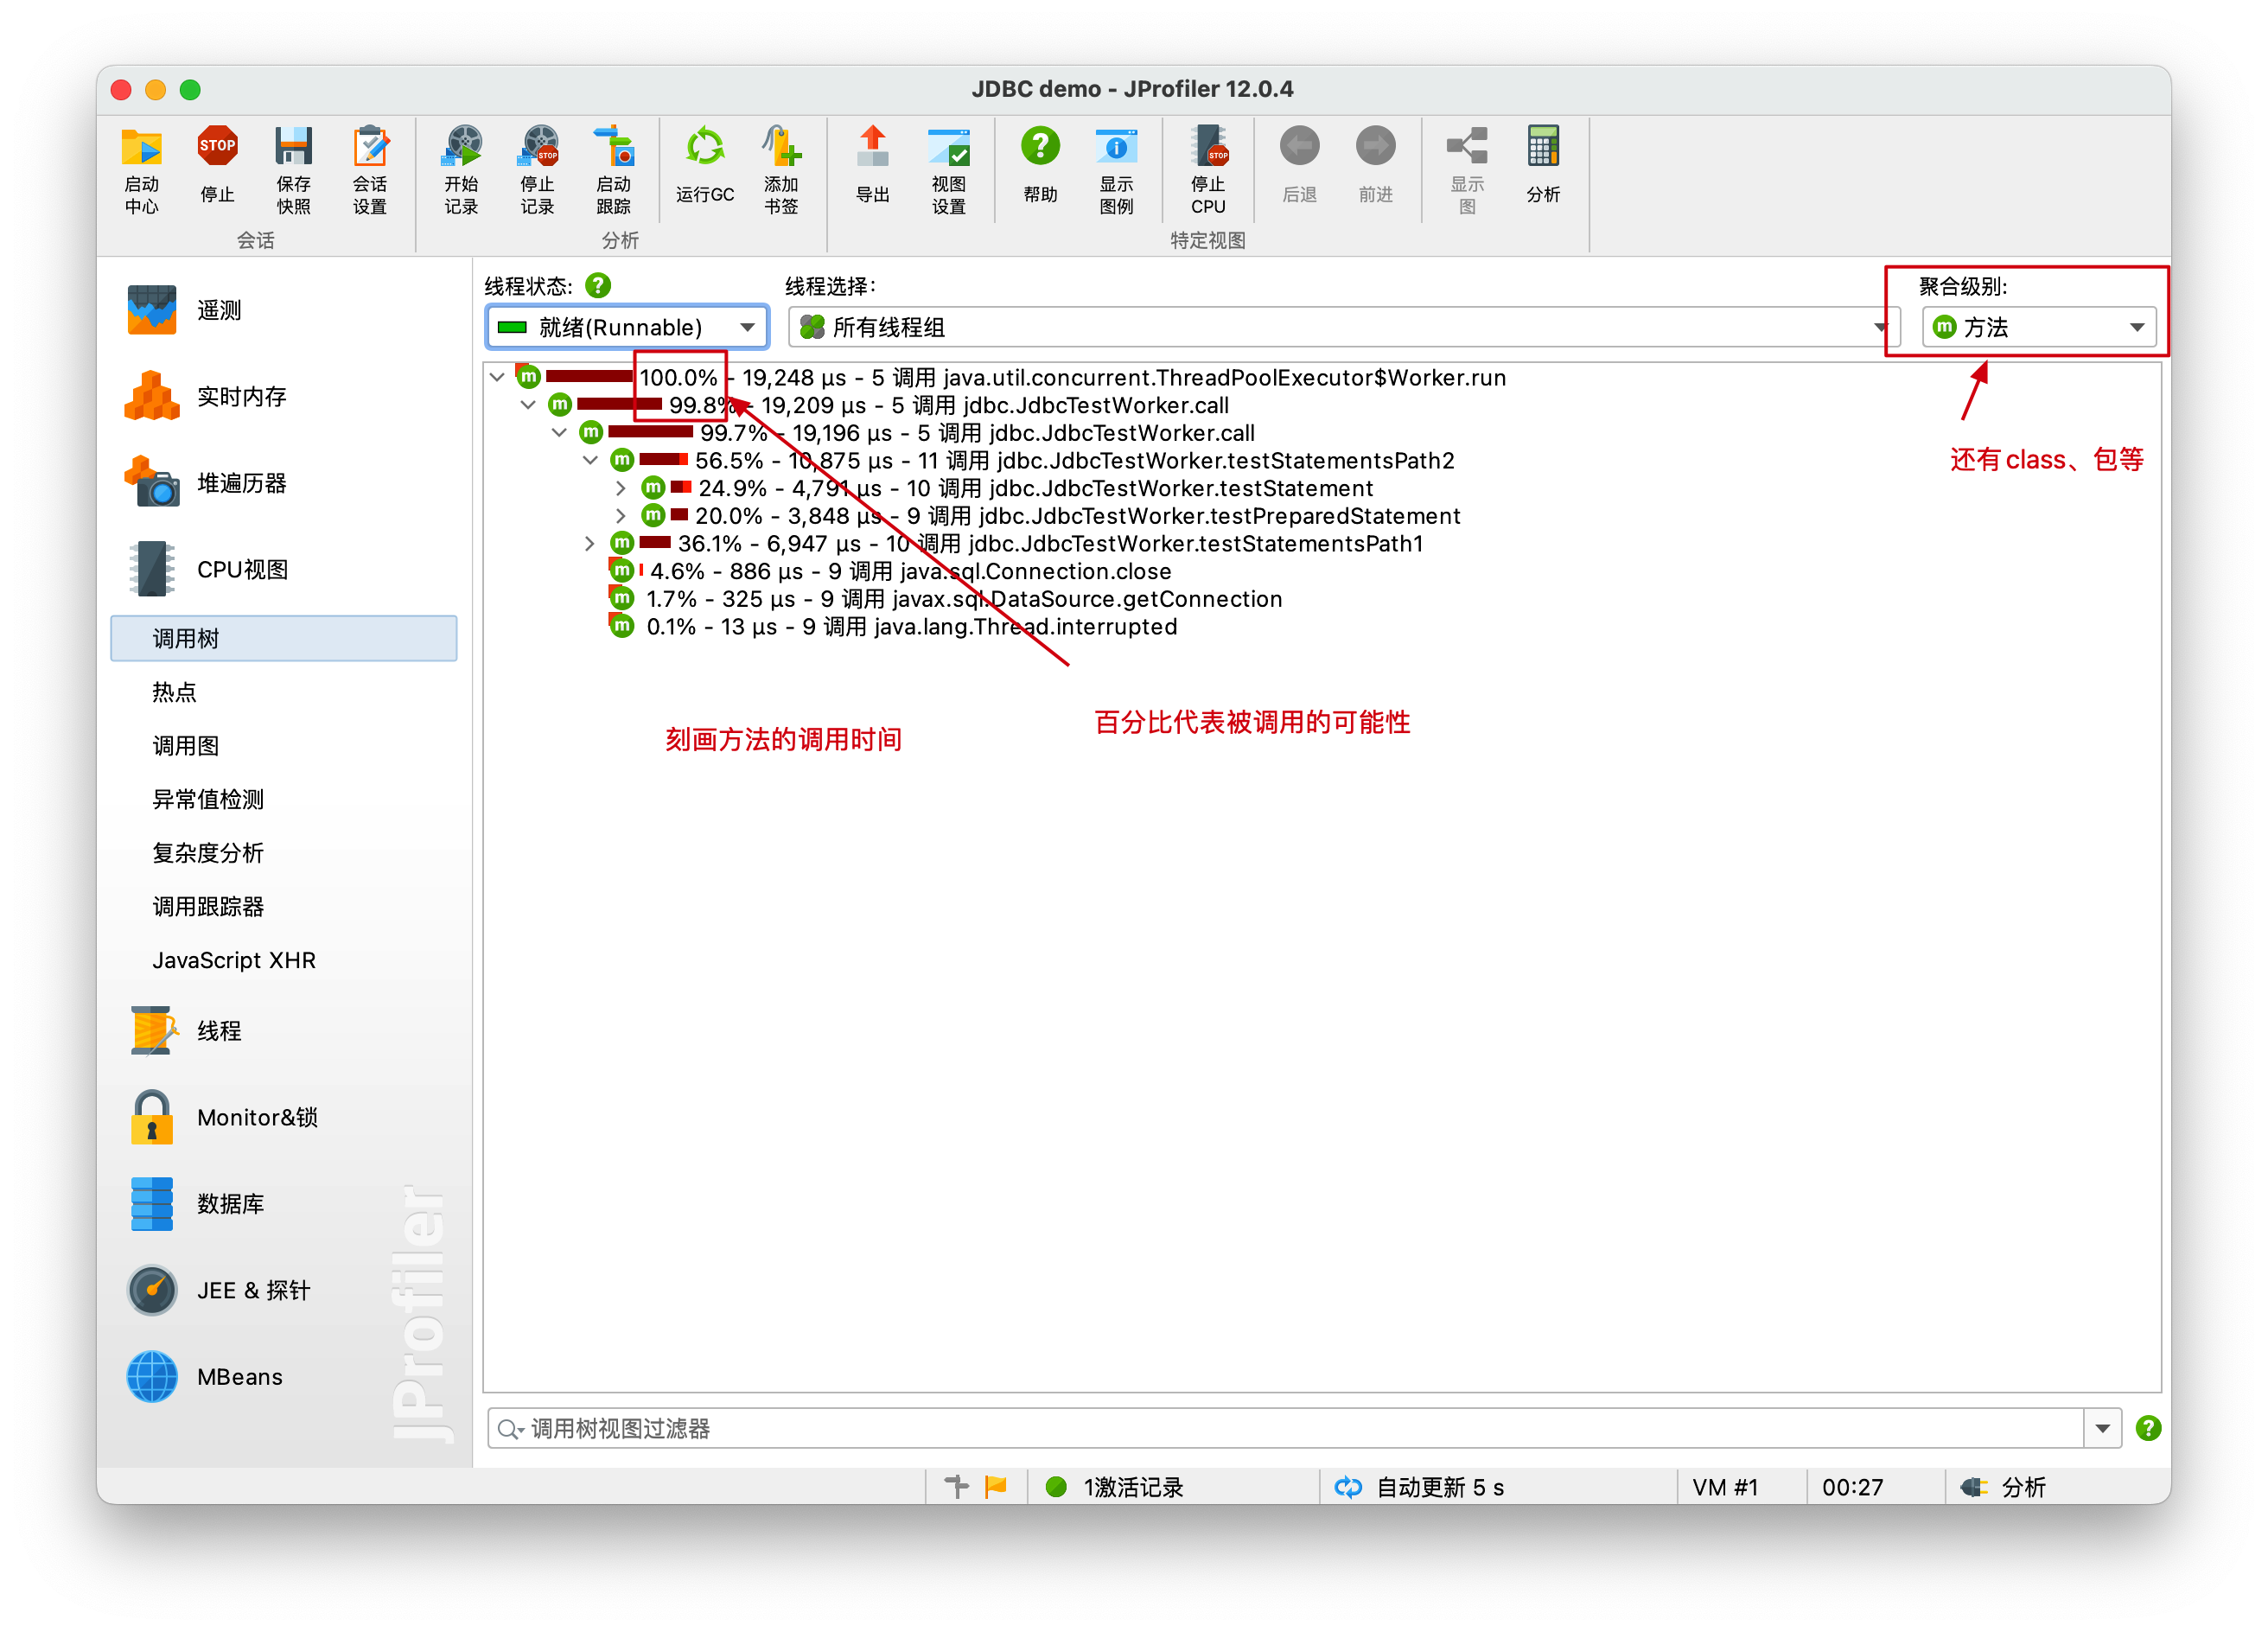 JDBC demo - JProfiler 12.0.4
启动
中心
STOP
停止
保存
快照
会话
设置
开始
记录
STOP
停止
记录
启动
跟踪
运行GC
添加
书签
导出
视图
设置
帮助
显示
图例
STOP
停止
CPU
后退
前进
显示
图
分析
会话
分析
特定视图
遥测
实时内存
堆遍历器
CPU视图
调用树
热点
调用图
异常值检测
复杂度分析
调用跟踪器
JavaScript XHR
线程
Monitor&锁
数据库
JEE & 探针
MBeans
JProfiler
线程状态:
线程选择:
聚合级别:
就绪(Runnable)
所有线程组
m 方法
m 100.0% - 19,248 µs - 5 调用 java.util.concurrent.ThreadPoolExecutor$Worker.run
m 99.8% - 19,209 µs - 5 调用 jdbc.JdbcTestWorker.call
m 99.7% - 19,196 µs - 5 调用 jdbc.JdbcTestWorker.call
m 56.5% - 10,875 µs - 11 调用 jdbc.JdbcTestWorker.testStatementsPath2
m 24.9% - 4,791 µs - 10 调用 jdbc.JdbcTestWorker.testStatement
m 20.0% - 3,848 µs - 9 调用 jdbc.JdbcTestWorker.testPreparedStatement
m 36.1% - 6,947 µs - 10 调用 jdbc.JdbcTestWorker.testStatementsPath1
m 4.6% - 886 µs - 9 调用 java.sql.Connection.close
m 1.7% - 325 µs - 9 调用 javax.sql.DataSource.getConnection
m 0.1% - 13 µs - 9 调用 java.lang.Thread.interrupted
还有class、包等
百分比代表被调用的可能性
刻画方法的调用时间
调用树视图过滤器
1激活记录
自动更新 5 s
VM #1
00:27
分析